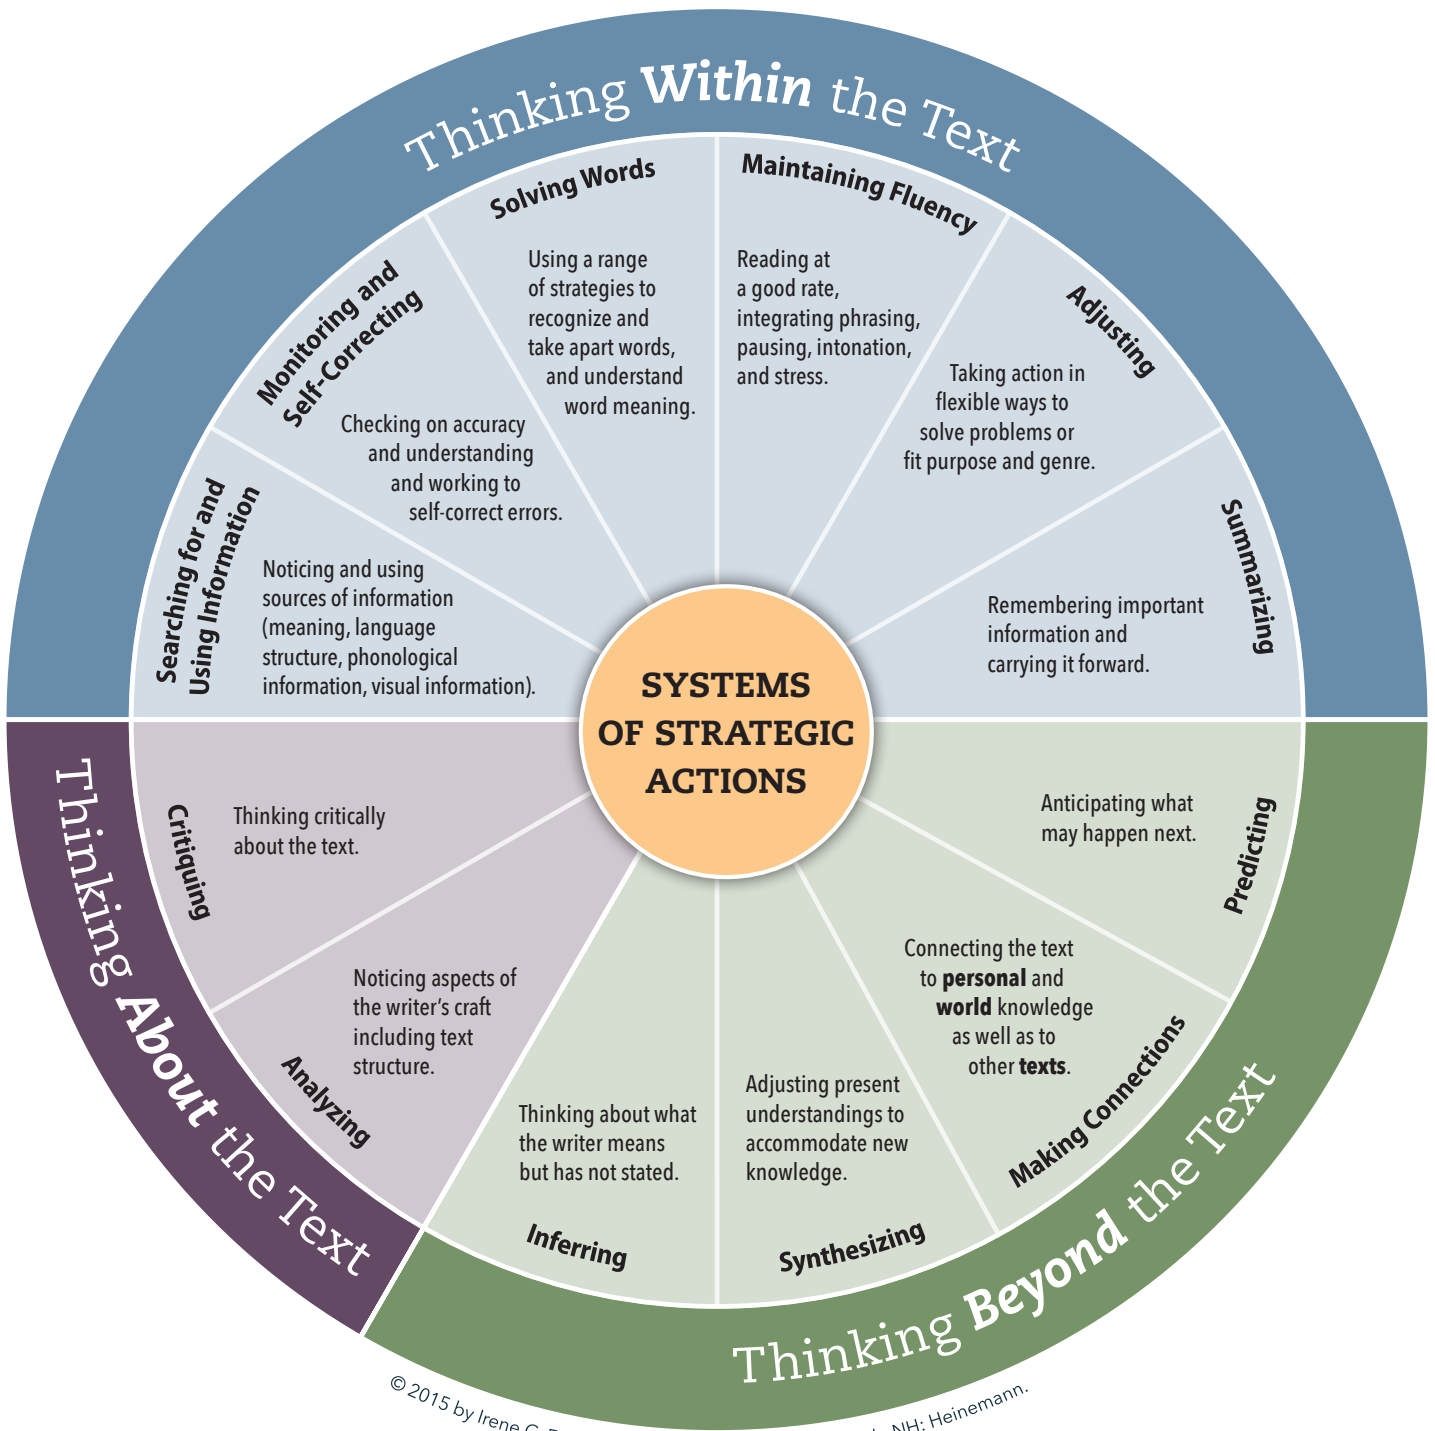 Thinking Within the Text
Solving Words
Using a range
of strategies to
recognize and
take apart words,
and understand
word meaning.
Maintaining Fluency
Reading at
a good rate,
integrating phrasing,
pausing, intonation,
and stress.
Adjusting
Taking action in
flexible ways to
solve problems or
fit purpose and genre.
Summarizing
Remembering important
information and
carrying it forward.
Monitoring and
Self-Correcting
Checking on accuracy
and understanding
and working to
self-correct errors.
Searching for and
Using Information
Noticing and using
sources of information
(meaning, language
structure, phonological
information, visual information).
SYSTEMS
OF STRATEGIC
ACTIONS
Thinking Beyond the Text
Predicting
Anticipating what
may happen next.
Making Connections
Connecting the text
to personal and
world knowledge
as well as to
other texts.
Synthesizing
Adjusting present
understandings to
accommodate new
knowledge.
Inferring
Thinking about what
the writer means
but has not stated.
Thinking About the Text
Analyzing
Noticing aspects of
the writer’s craft
including text
structure.
Critiquing
Thinking critically
about the text.
© 2015 by Irene C. NH: Heinemann.